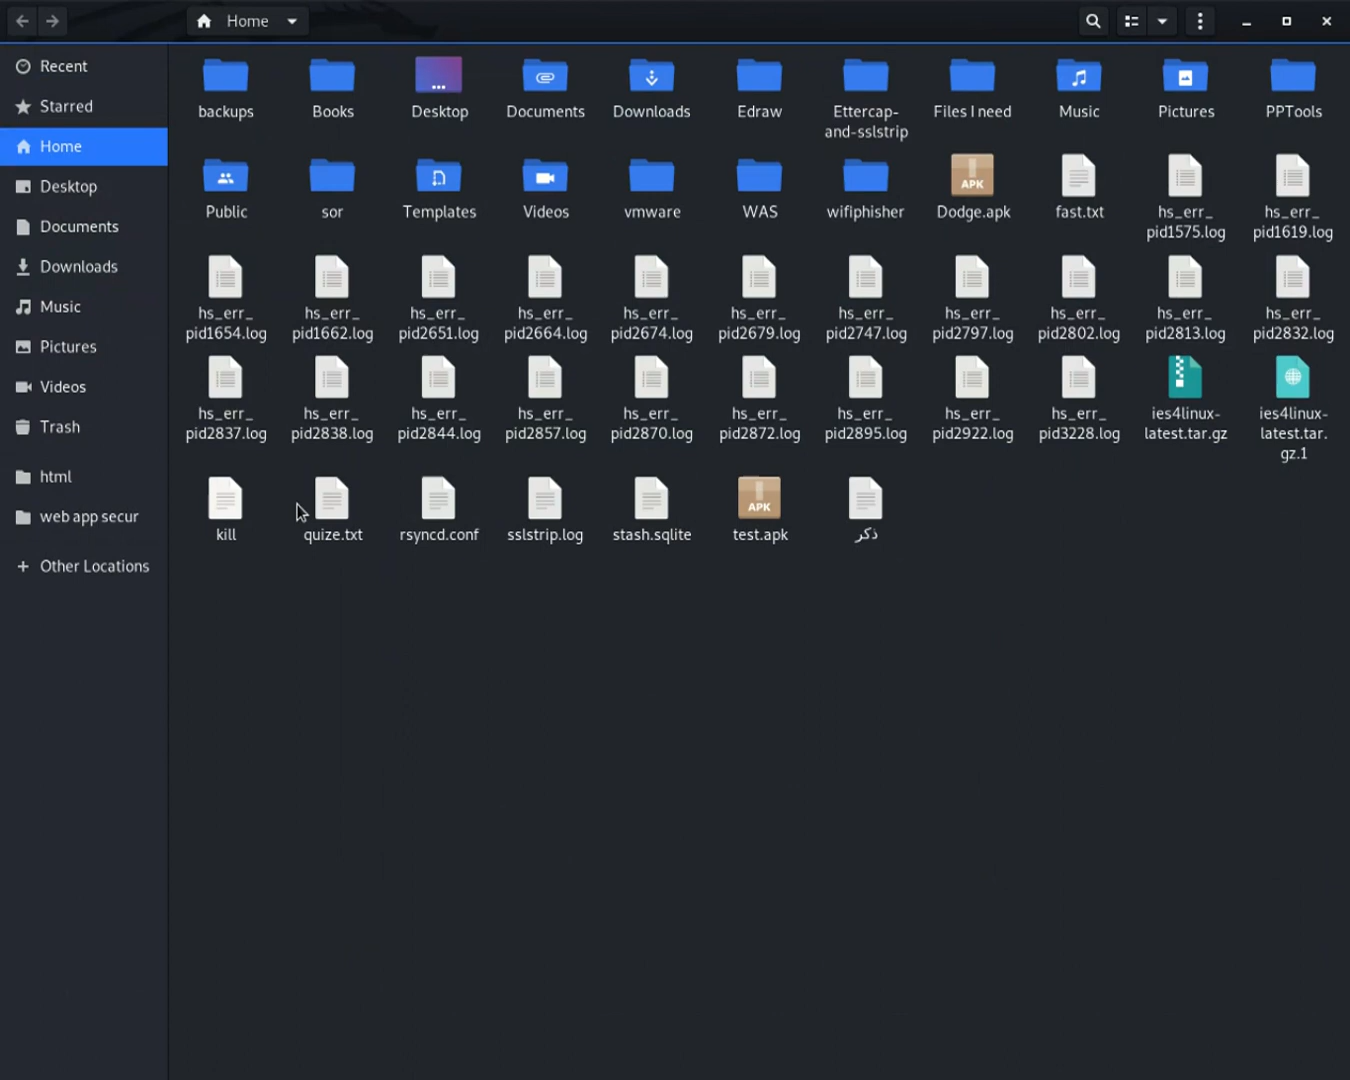 Home
Recent
Starred
Home
Desktop
Documents
Downloads
Music
Pictures
Videos
Trash
html
web app secur
+ Other Locations
backups
Books
Desktop
Documents
Downloads
Edraw
Ettercap-
and-sslstrip
Files I need
Music
Pictures
PPTools
Public
sor
Templates
Videos
vmware
WAS
wifiphisher
APK
Dodge.apk
fast.txt
hs_err_
pid1575.log
hs_err_
pid1619.log
hs_err_
pid1654.log
hs_err_
pid1662.log
hs_err_
pid2651.log
hs_err_
pid2664.log
hs_err_
pid2674.log
hs_err_
pid2679.log
hs_err_
pid2747.log
hs_err_
pid2797.log
hs_err_
pid2802.log
hs_err_
pid2813.log
hs_err_
pid2832.log
hs_err_
pid2837.log
hs_err_
pid2838.log
hs_err_
pid2844.log
hs_err_
pid2857.log
hs_err_
pid2870.log
hs_err_
pid2872.log
hs_err_
pid2895.log
hs_err_
pid2922.log
hs_err_
pid3228.log
ies4linux-
latest.tar.gz
ies4linux-
latest.tar.
gz.1
kill
quize.txt
rsyncd.conf
sslstrip.log
stash.sqlite
APK
test.apk
ذكر